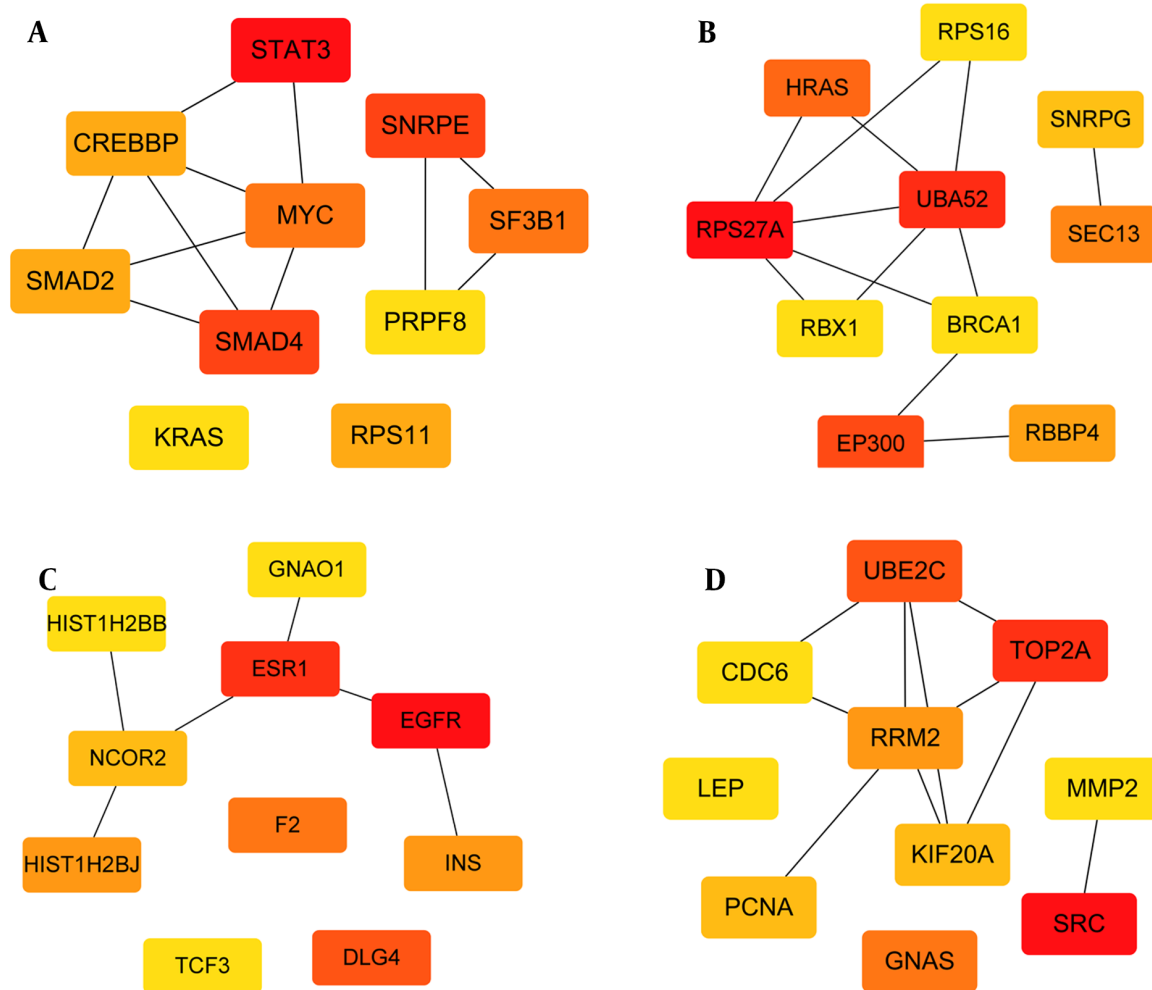 A
STAT3
CREBBP
SNRPE
MYC
SF3B1
SMAD2
SMAD4
PRPF8
KRAS
RPS11
B
RPS16
HRAS
SNRPG
UBA52
RPS27A
SEC13
RBX1
BRCA1
EP300
RBBP4
C
GNAO1
HIST1H2BB
ESR1
EGFR
NCOR2
F2
HIST1H2BJ
INS
TCF3
DLG4
D
UBE2C
TOP2A
CDC6
RRM2
LEP
MMP2
KIF20A
PCNA
SRC
GNAS